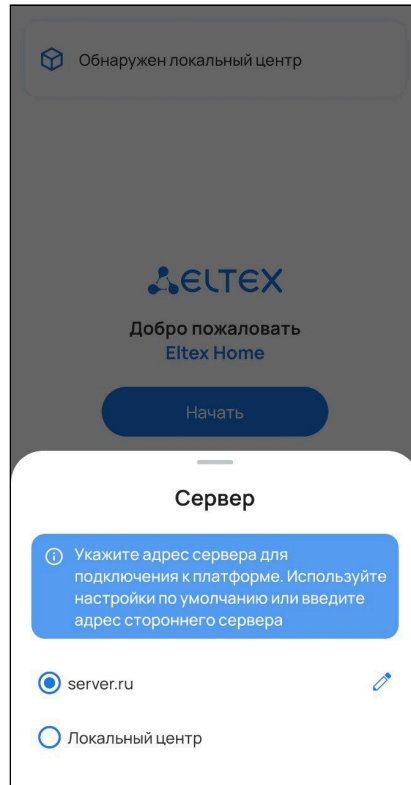 Обнаружен локальный центр
ELTEX
Добро пожаловать
Eltex Home
Начать
Сервер
Укажите адрес сервера для
подключения к платформе. Используйте
настройки по умолчанию или введите
адрес стороннего сервера
server.ru
Локальный центр